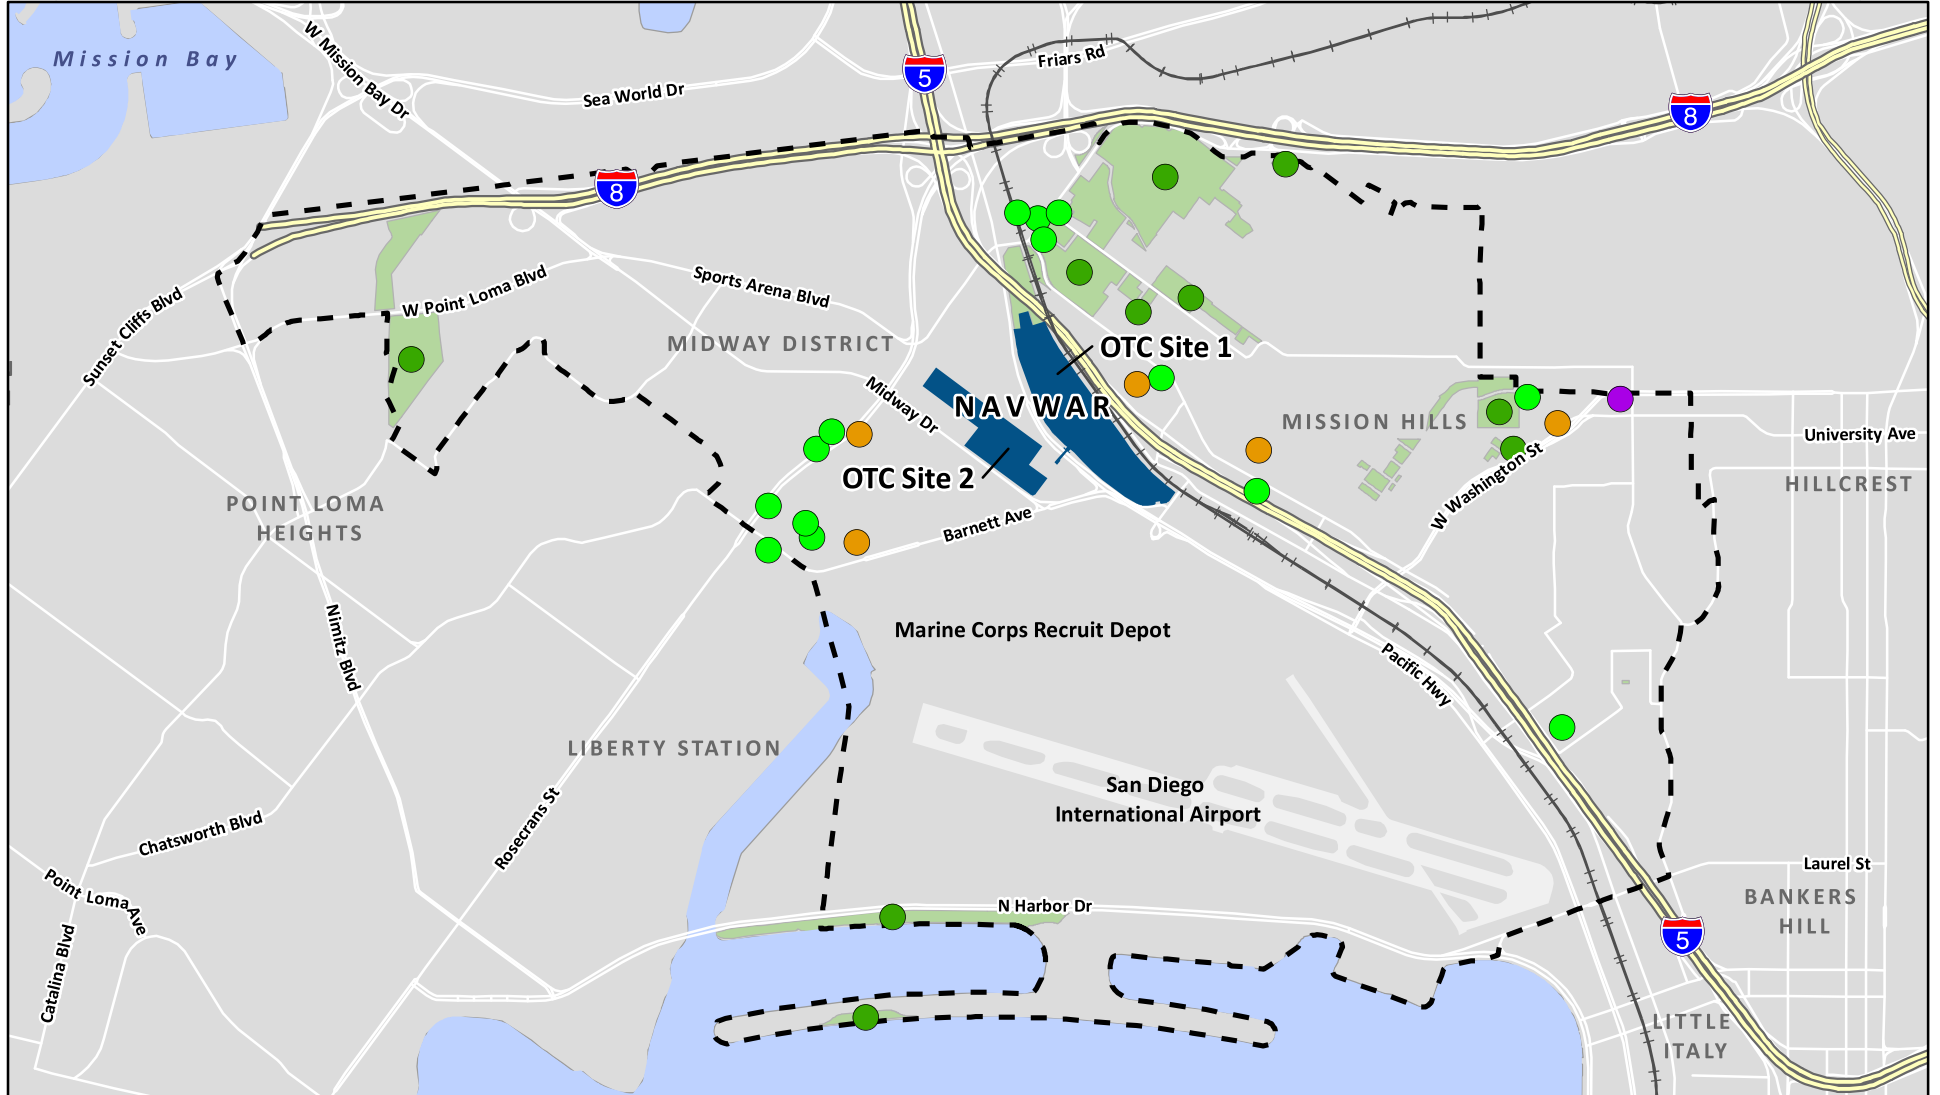 Mission Bay
W Mission Bay Dr
Sea World Dr
5
Friars Rd
8
8
Sunset Cliffs Blvd
W Point Loma Blvd
Sports Arena Blvd
MIDWAY DISTRICT
OTC Site 1
Midway Dr
NAVWAR
MISSION HILLS
University Ave
OTC Site 2
W Washington St
HILLCREST
POINT LOMA
HEIGHTS
Barnett Ave
Nimitz Blvd
Marine Corps Recruit Depot
Pacific Hwy
LIBERTY STATION
San Diego
International Airport
Rosecrans St
Chatsworth Blvd
Laurel St
Point Loma Ave
N Harbor Dr
BANKERS
HILL
5
Catalina Blvd
LITTLE
ITALY